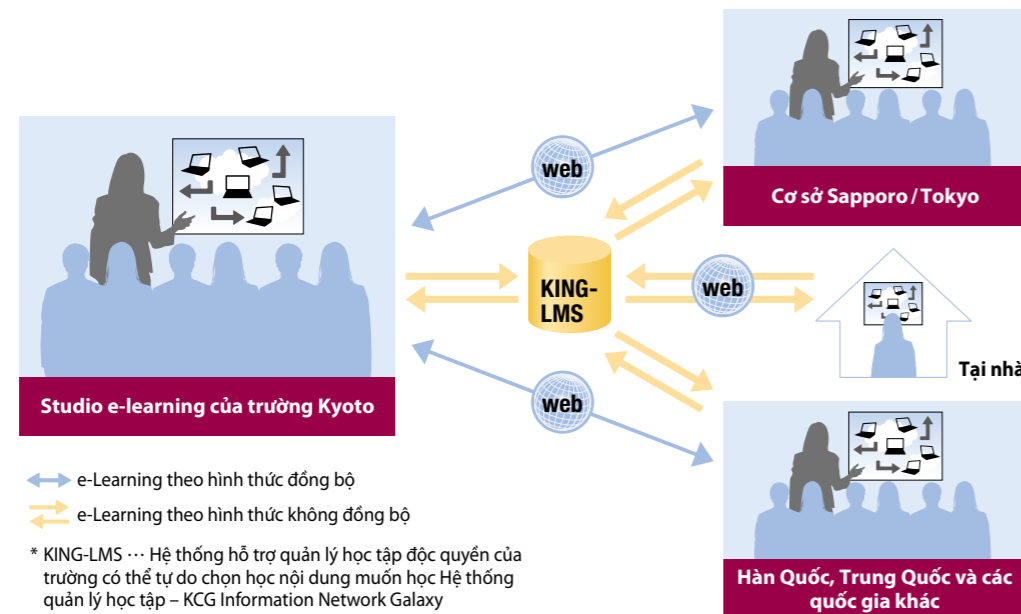 web
Cơ sở Sapporo / Tokyo
KING-
LMS
web
Tại nhà
Studio e-learning của trường Kyoto
web
e-Learning theo hình thức đồng bộ
e-Learning theo hình thức không đồng bộ
* KING-LMS ··· Hệ thống hỗ trợ quản lý học tập độc quyền của
trường có thể tự do chọn học nội dung muốn học Hệ thống
quản lý học tập – KCG Information Network Galaxy
Hàn Quốc, Trung Quốc và các
quốc gia khác